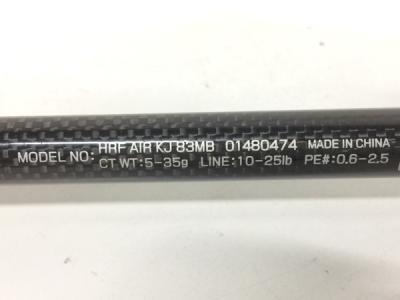 MODEL NO: HRF AIR KJ 83MB 01480474 MADE IN CHINA
CT WT:5-35g LINE:10-25lb PE#:0.6-2.5